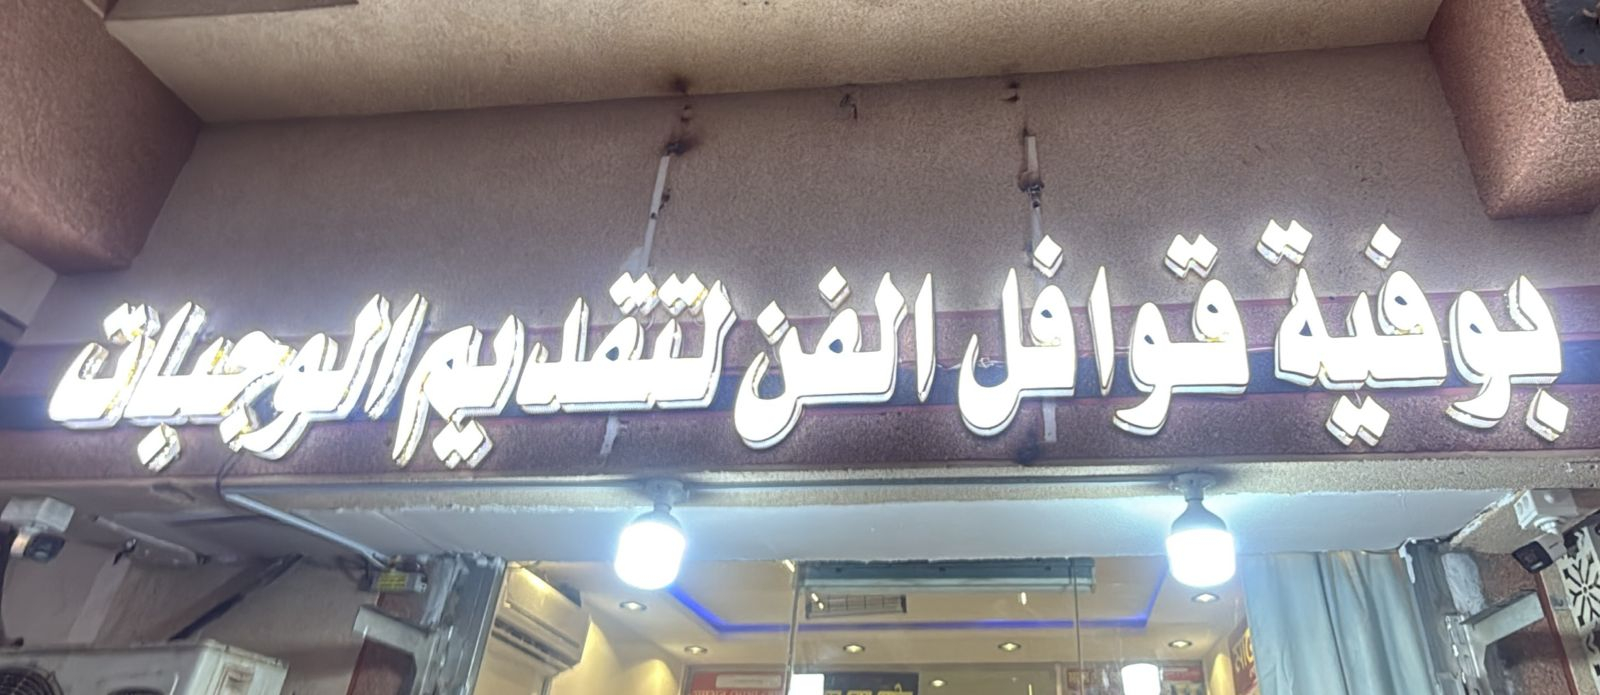 بوفية قوافل الفن لتقديم الوجبات